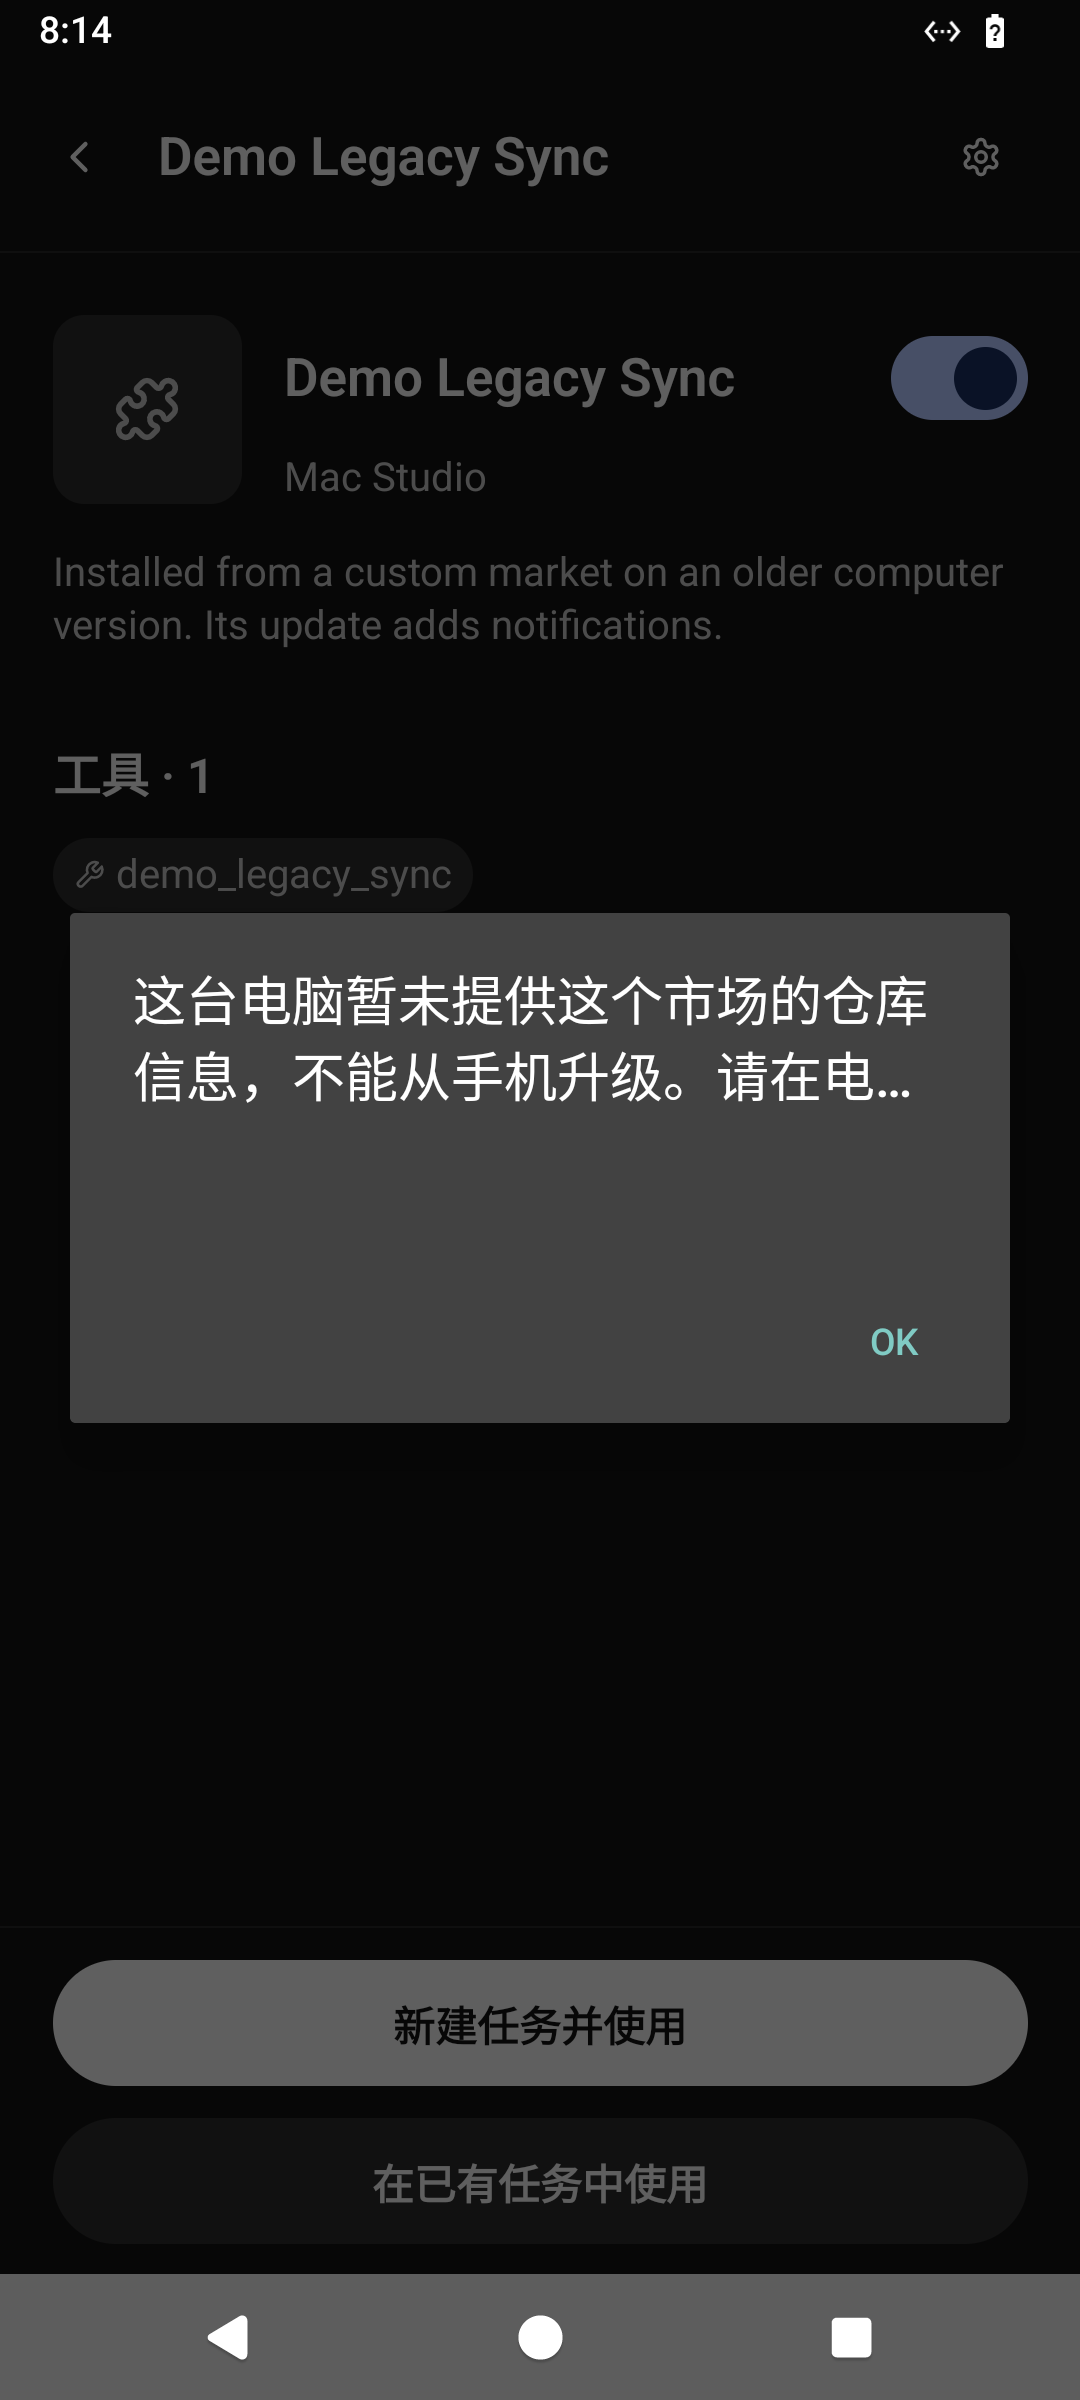 8:14
Demo Legacy Sync
Demo Legacy Sync
Mac Studio
Installed from a custom market on an older computer
version. Its update adds notifications.
工具 · 1
demo_legacy_sync
这台电脑暂未提供这个市场的仓库
信息，不能从手机升级。请在电...
OK
新建任务并使用
在已有任务中使用